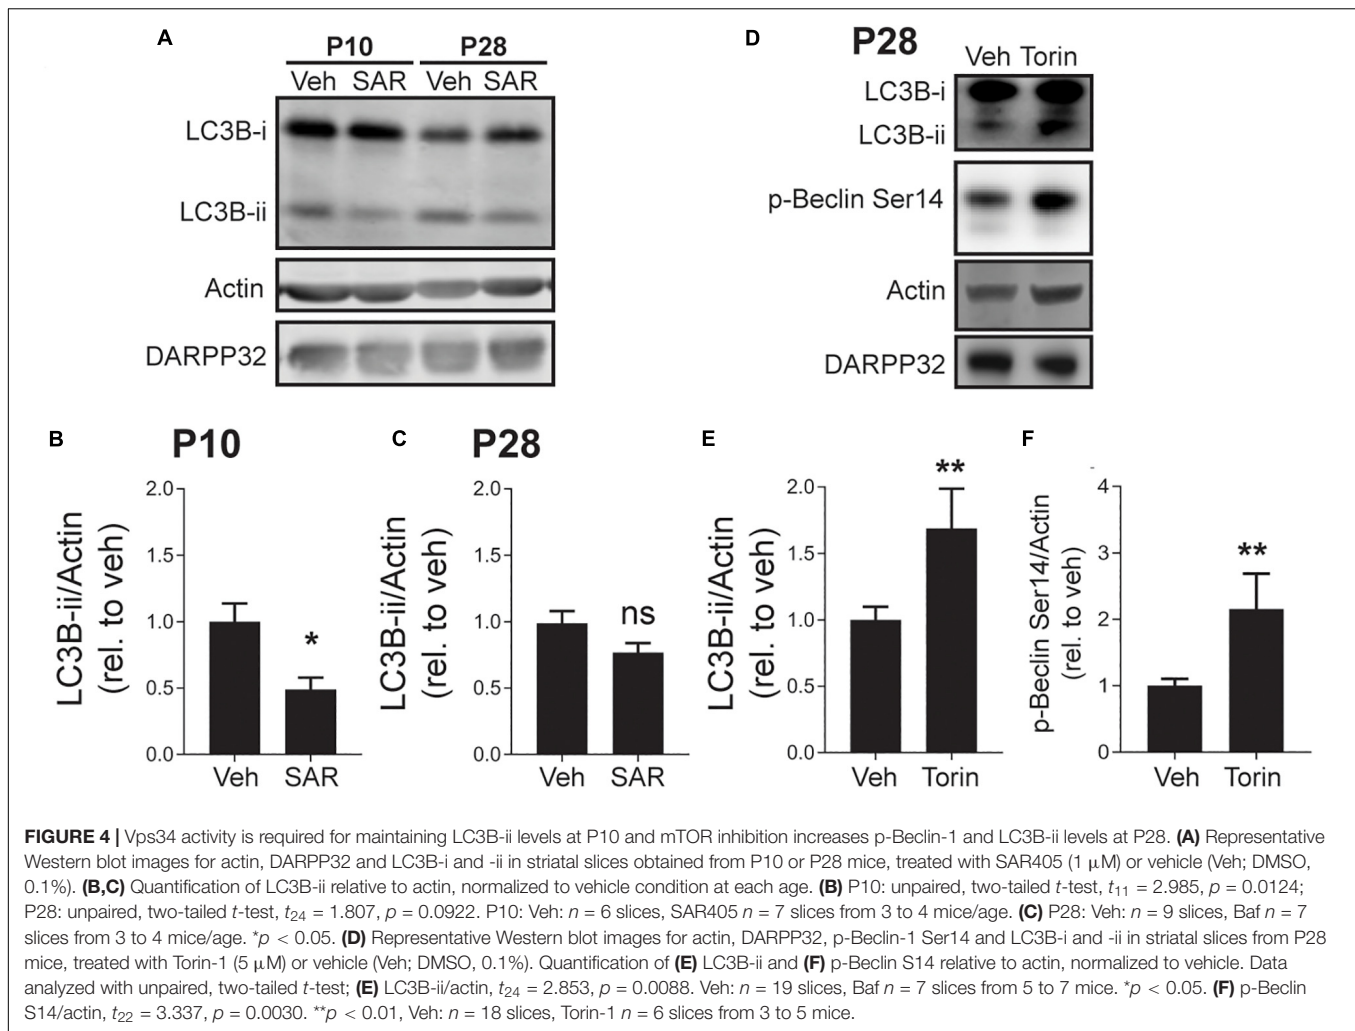 A
P10 P28
Veh SAR Veh SAR
LC3B-i
LC3B-ii
Actin
DARPP32
D
P28
Veh Torin
LC3B-i
LC3B-ii
p-Beclin Ser14
Actin
DARPP32
B
P10
LC3B-ii/Actin
(rel. to veh)
2.0
1.5
1.0
0.5
0.0
*
Veh SAR
C
P28
LC3B-ii/Actin
(rel. to veh)
2.0
1.5
1.0
0.5
0.0
ns
Veh SAR
E
LC3B-ii/Actin
(rel. to veh)
2.0
1.5
1.0
0.5
0.0
**
Veh Torin
F
p-Beclin Ser14/Actin
(rel. to veh)
4
3
2
1
0
**
Veh Torin
FIGURE 4 | Vps34 activity is required for maintaining LC3B-ii levels at P10 and mTOR inhibition increases p-Beclin-1 and LC3B-ii levels at P28. (A) Representative
Western blot images for actin, DARPP32 and LC3B-i and -ii in striatal slices obtained from P10 or P28 mice, treated with SAR405 (1 μM) or vehicle (Veh; DMSO,
0.1%). (B,C) Quantification of LC3B-ii relative to actin, normalized to vehicle condition at each age. (B) P10: unpaired, two-tailed t-test, t11 = 2.985, p = 0.0124;
P28: unpaired, two-tailed t-test, t24 = 1.807, p = 0.0922. P10: Veh: n = 6 slices, SAR405 n = 7 slices from 3 to 4 mice/age. (C) P28: Veh: n = 9 slices, Baf n = 7
slices from 3 to 4 mice/age. *p < 0.05. (D) Representative Western blot images for actin, DARPP32, p-Beclin-1 Ser14 and LC3B-i and -ii in striatal slices from P28
mice, treated with Torin-1 (5 μM) or vehicle (Veh; DMSO, 0.1%). Quantification of (E) LC3B-ii and (F) p-Beclin S14 relative to actin, normalized to vehicle. Data
analyzed with unpaired, two-tailed t-test; (E) LC3B-ii/actin, t24 = 2.853, p = 0.0088. Veh: n = 19 slices, Baf n = 7 slices from 5 to 7 mice. *p < 0.05. (F) p-Beclin
S14/actin, t22 = 3.337, p = 0.0030. **p < 0.01, Veh: n = 18 slices, Torin-1 n = 6 slices from 3 to 5 mice.